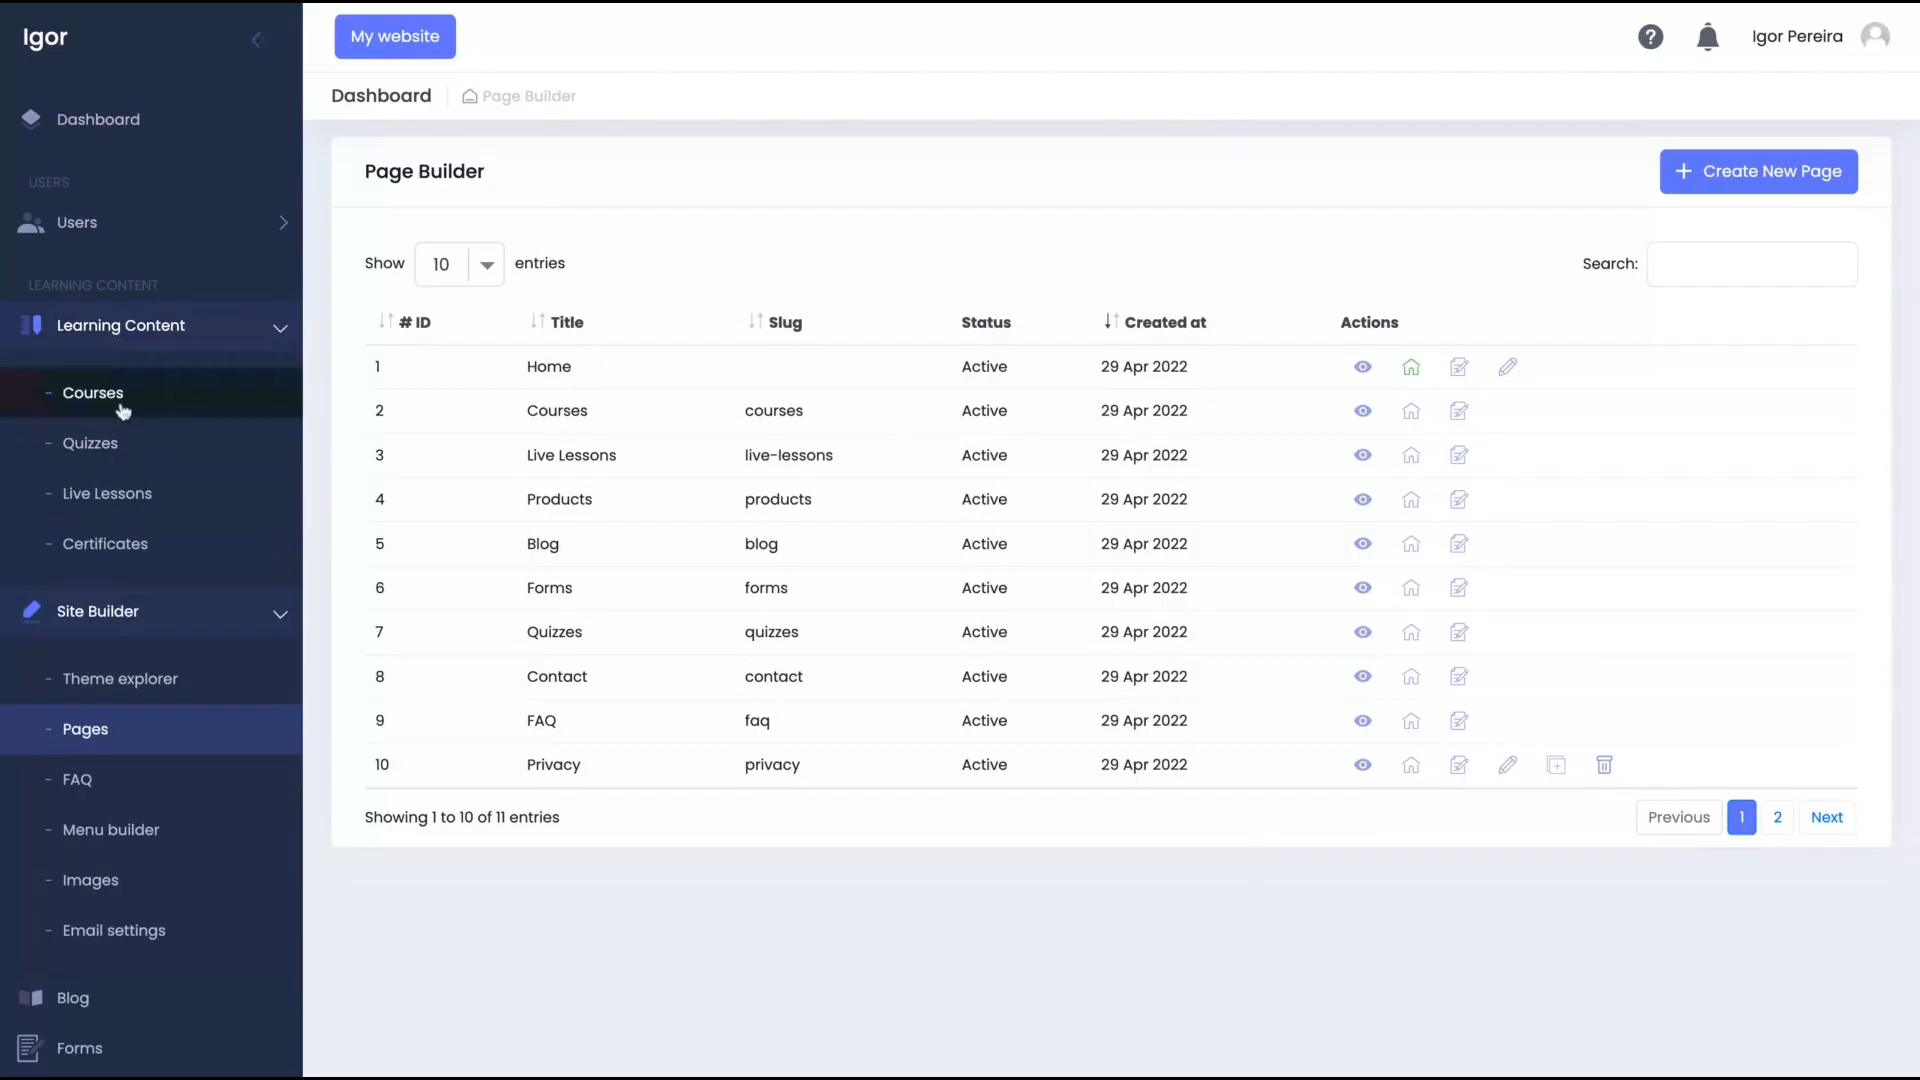 Igor
My website
Igor Pereira
Dashboard
Page Builder
Dashboard
USERS
Users
LEARNING CONTENT
Learning Content
- Courses
- Quizzes
- Live Lessons
- Certificates
Site Builder
- Theme explorer
- Pages
- FAQ
- Menu builder
- Images
- Email settings
Blog
Forms
Page Builder
+ Create New Page
Show 10 entries
Search:
# ID Title Slug Status Created at Actions
1 Home Active 29 Apr 2022
2 Courses courses Active 29 Apr 2022
3 Live Lessons live-lessons Active 29 Apr 2022
4 Products products Active 29 Apr 2022
5 Blog blog Active 29 Apr 2022
6 Forms forms Active 29 Apr 2022
7 Quizzes quizzes Active 29 Apr 2022
8 Contact contact Active 29 Apr 2022
9 FAQ faq Active 29 Apr 2022
10 Privacy privacy Active 29 Apr 2022
Showing 1 to 10 of 11 entries
Previous 1 2 Next